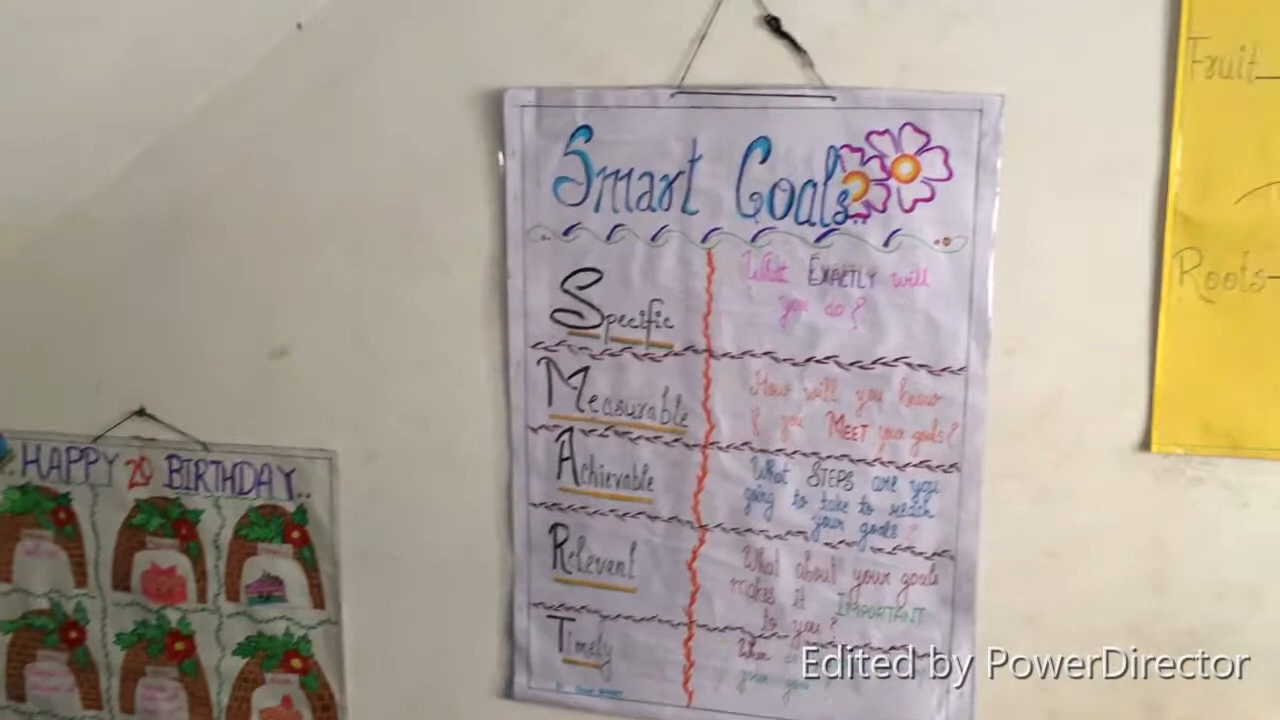 Smart Goals..
Specific
What EXACTLY will
you do?
Measurable
How will you know
if you MEET your goals?
Achievable
What STEPS are you
going to take to reach
your goals?
Relevent
What about your goals
makes it IMPORTANT
to you?
Timely
When
HAPPY BIRTHDAY..
Fruit
Roots
Edited by PowerDirector